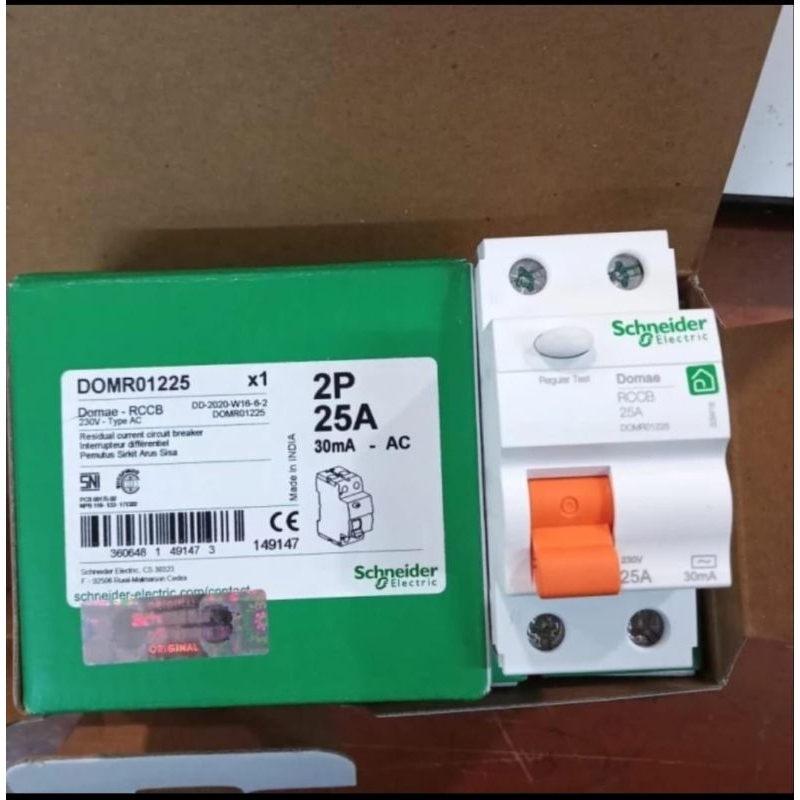 DOMR01225 x1
Domae - RCCB
230V - Type AC
DD-2020-W16-6-2
DOMR01225
Residual current circuit breaker
Interrupteur différentiel
Pemutus Sirkit Arus Sisa
SNI
2P
25A
30mA - AC
Made in INDIA
CE
360648 1 49147 3
149147
Schneider Electric, CS 30323
F - 92506 Rueil-Malmaison Cedex
schneider-electric.com/contact
Schneider
Electric
ORIGINAL
ORIGINAL
Schneider
Electric
Regular Test
Domae
RCCB
25A
DOMR01225
230V
25A
30mA